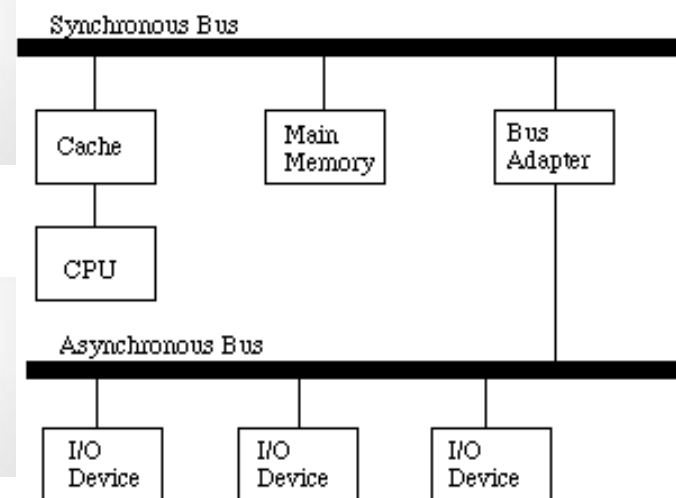 Synchronous Bus
Cache
Main
Memory
Bus
Adapter
CPU
Asynchronous Bus
I/O
Device
I/O
Device
I/O
Device